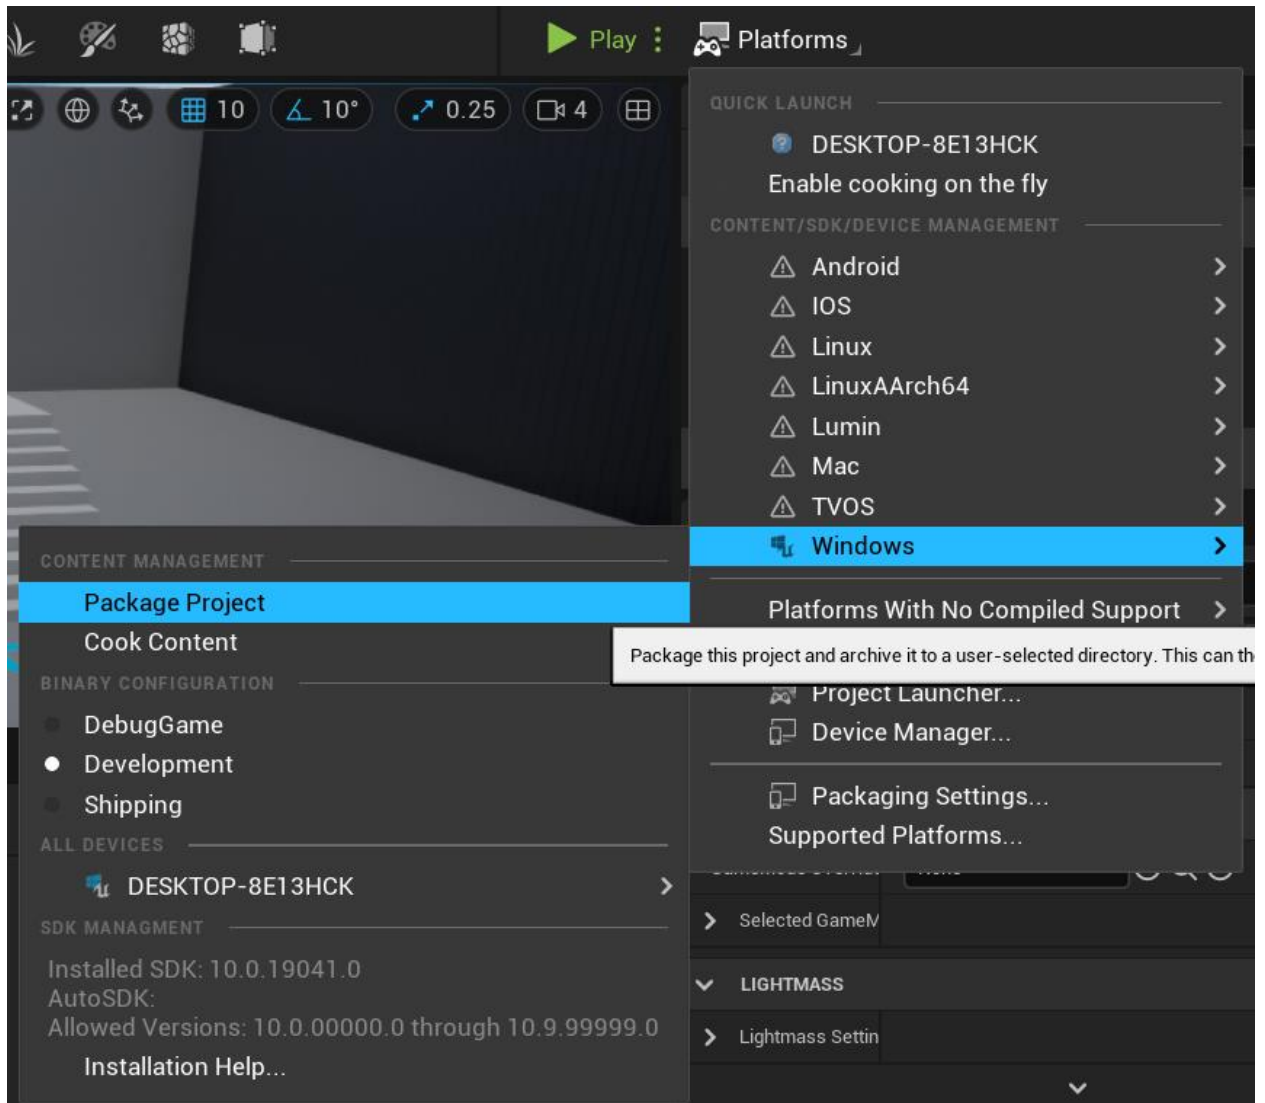 Play
Platforms
10
10°
0.25
4
QUICK LAUNCH
DESKTOP-8E13HCK
Enable cooking on the fly
CONTENT/SDK/DEVICE MANAGEMENT
Android
IOS
Linux
LinuxAArch64
Lumin
Mac
TVOS
Windows
Platforms With No Compiled Support
Project Launcher...
Device Manager...
Packaging Settings...
Supported Platforms...
CONTENT MANAGEMENT
Package Project
Cook Content
Package this project and archive it to a user-selected directory. This can th
BINARY CONFIGURATION
DebugGame
Development
Shipping
ALL DEVICES
DESKTOP-8E13HCK
SDK MANAGMENT
Installed SDK: 10.0.19041.0
AutoSDK:
Allowed Versions: 10.0.00000.0 through 10.9.99999.0
Installation Help...
Selected GameM
LIGHTMASS
Lightmass Settin